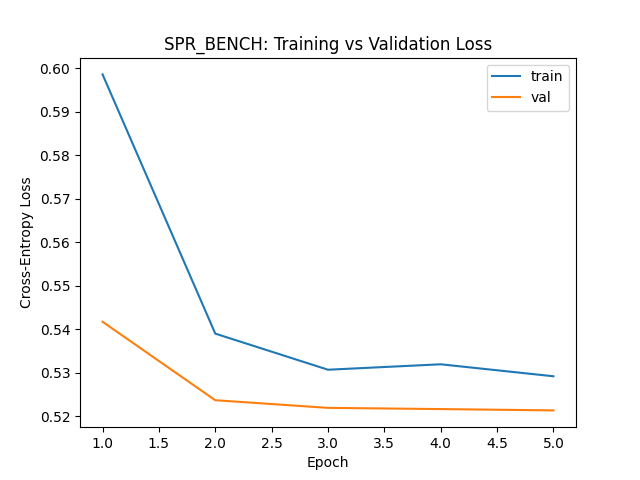 SPR_BENCH: Training vs Validation Loss
train
val
0.60
0.59
0.58
0.57
0.56
0.55
0.54
0.53
0.52
Cross-Entropy Loss
1.0 1.5 2.0 2.5 3.0 3.5 4.0 4.5 5.0
Epoch